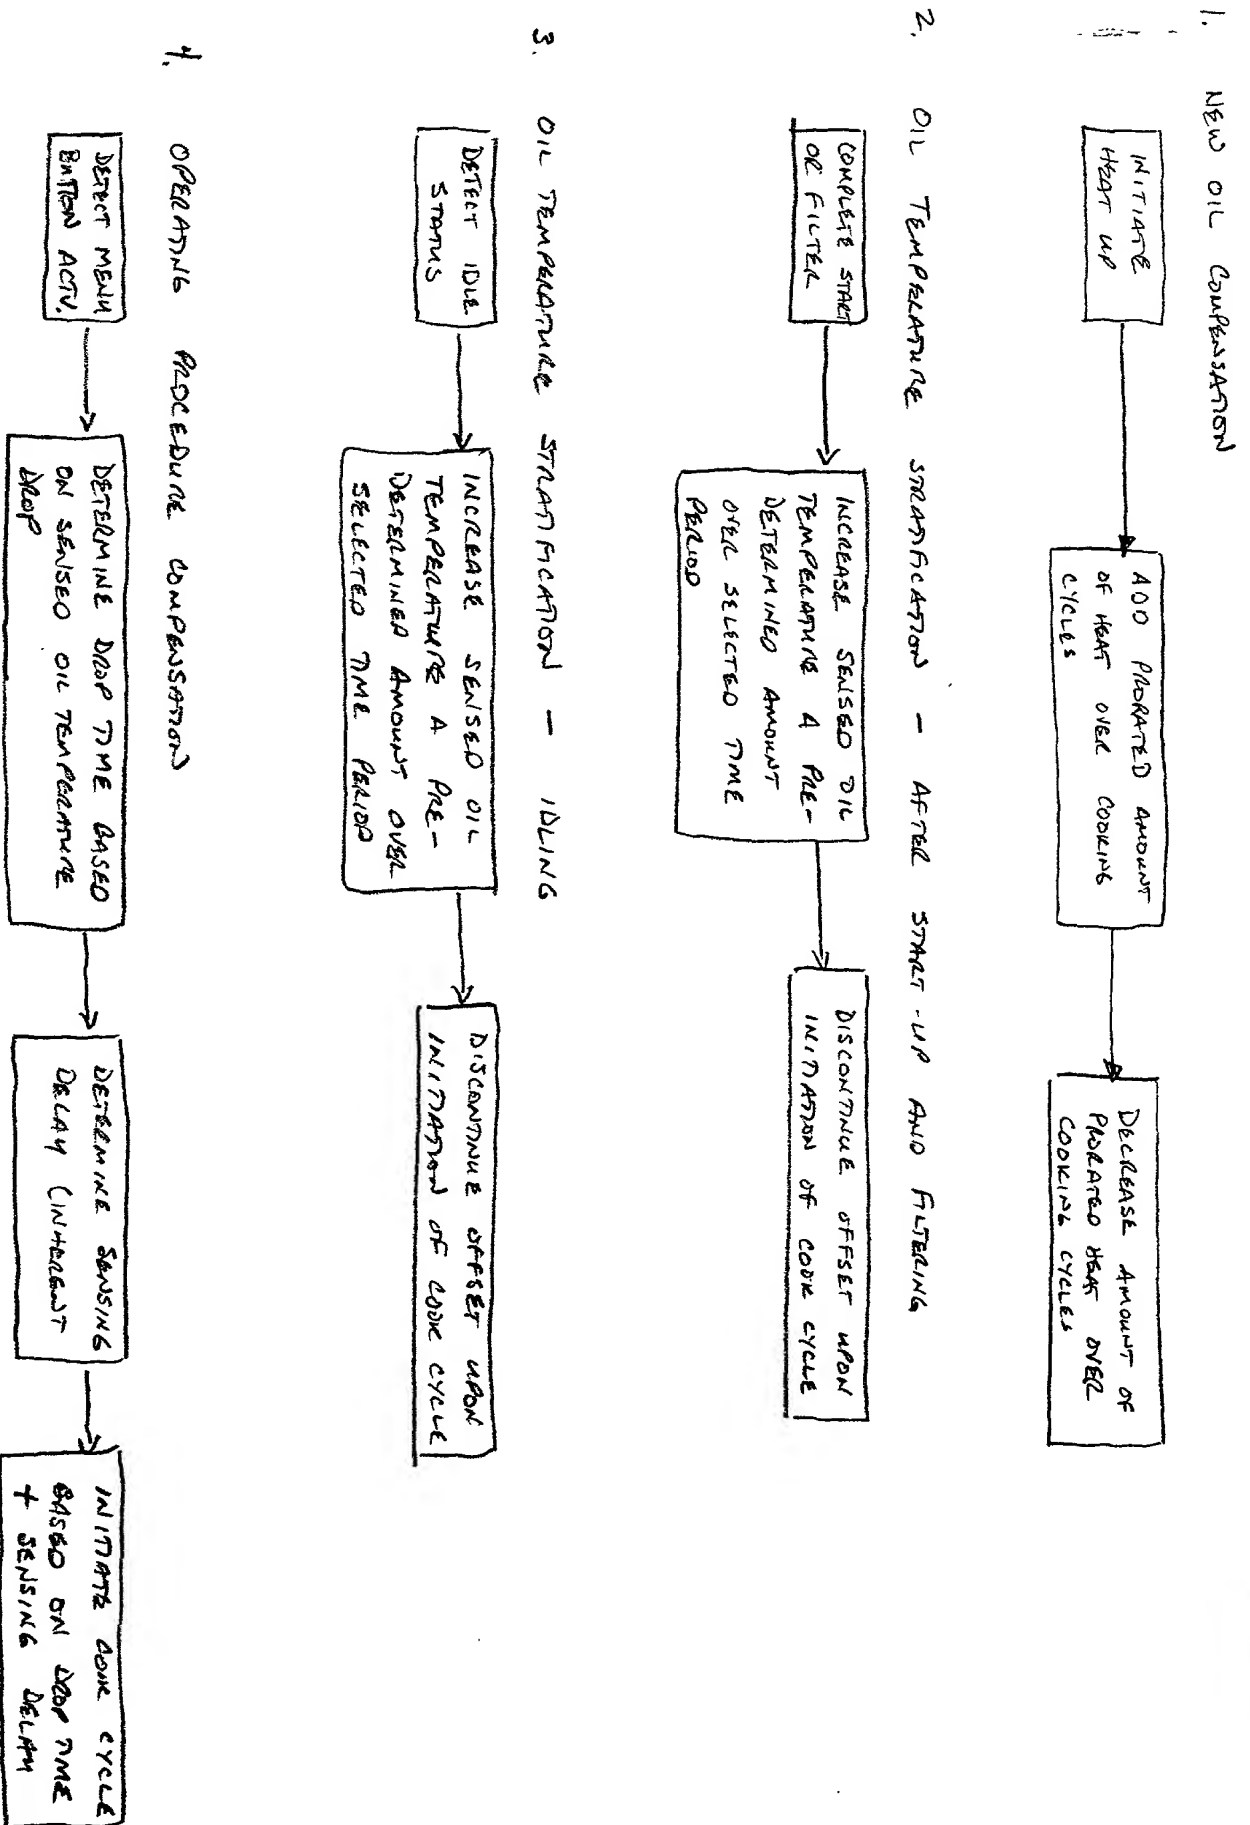 1. NEW OIL COMPENSATION
INITIATE
HEAT UP
ADD PRORATED AMOUNT
OF HEAT OVER COOKING
CYCLES
DECREASE AMOUNT OF
PRORATED HEAT OVER
COOKING CYCLES
2. OIL TEMPERATURE STRATIFICATION - AFTER START-UP AND FILTERING
COMPLETE START
OR FILTER
INCREASE SENSED OIL
TEMPERATURE A PRE-
DETERMINED AMOUNT
OVER SELECTED TIME
PERIOD
DISCONTINUE OFFSET UPON
INITIATION OF COOK CYCLE
3. OIL TEMPERATURE STRATIFICATION - IDLING
DETECT IDLE
STATUS
INCREASE SENSED OIL
TEMPERATURE A PRE-
DETERMINED AMOUNT OVER
SELECTED TIME PERIOD
DISCONTINUE OFFSET UPON
INITIATION OF COOK CYCLE
4. OPERATING PROCEDURE COMPENSATION
DETECT MENU
BUTTON ACTV.
DETERMINE DROP TIME BASED
ON SENSED OIL TEMPERATURE
DROP
DETERMINE SENSING
DELAY (INHERENT
INITIATE COOK CYCLE
BASED ON DROP TIME
+ SENSING DELAY